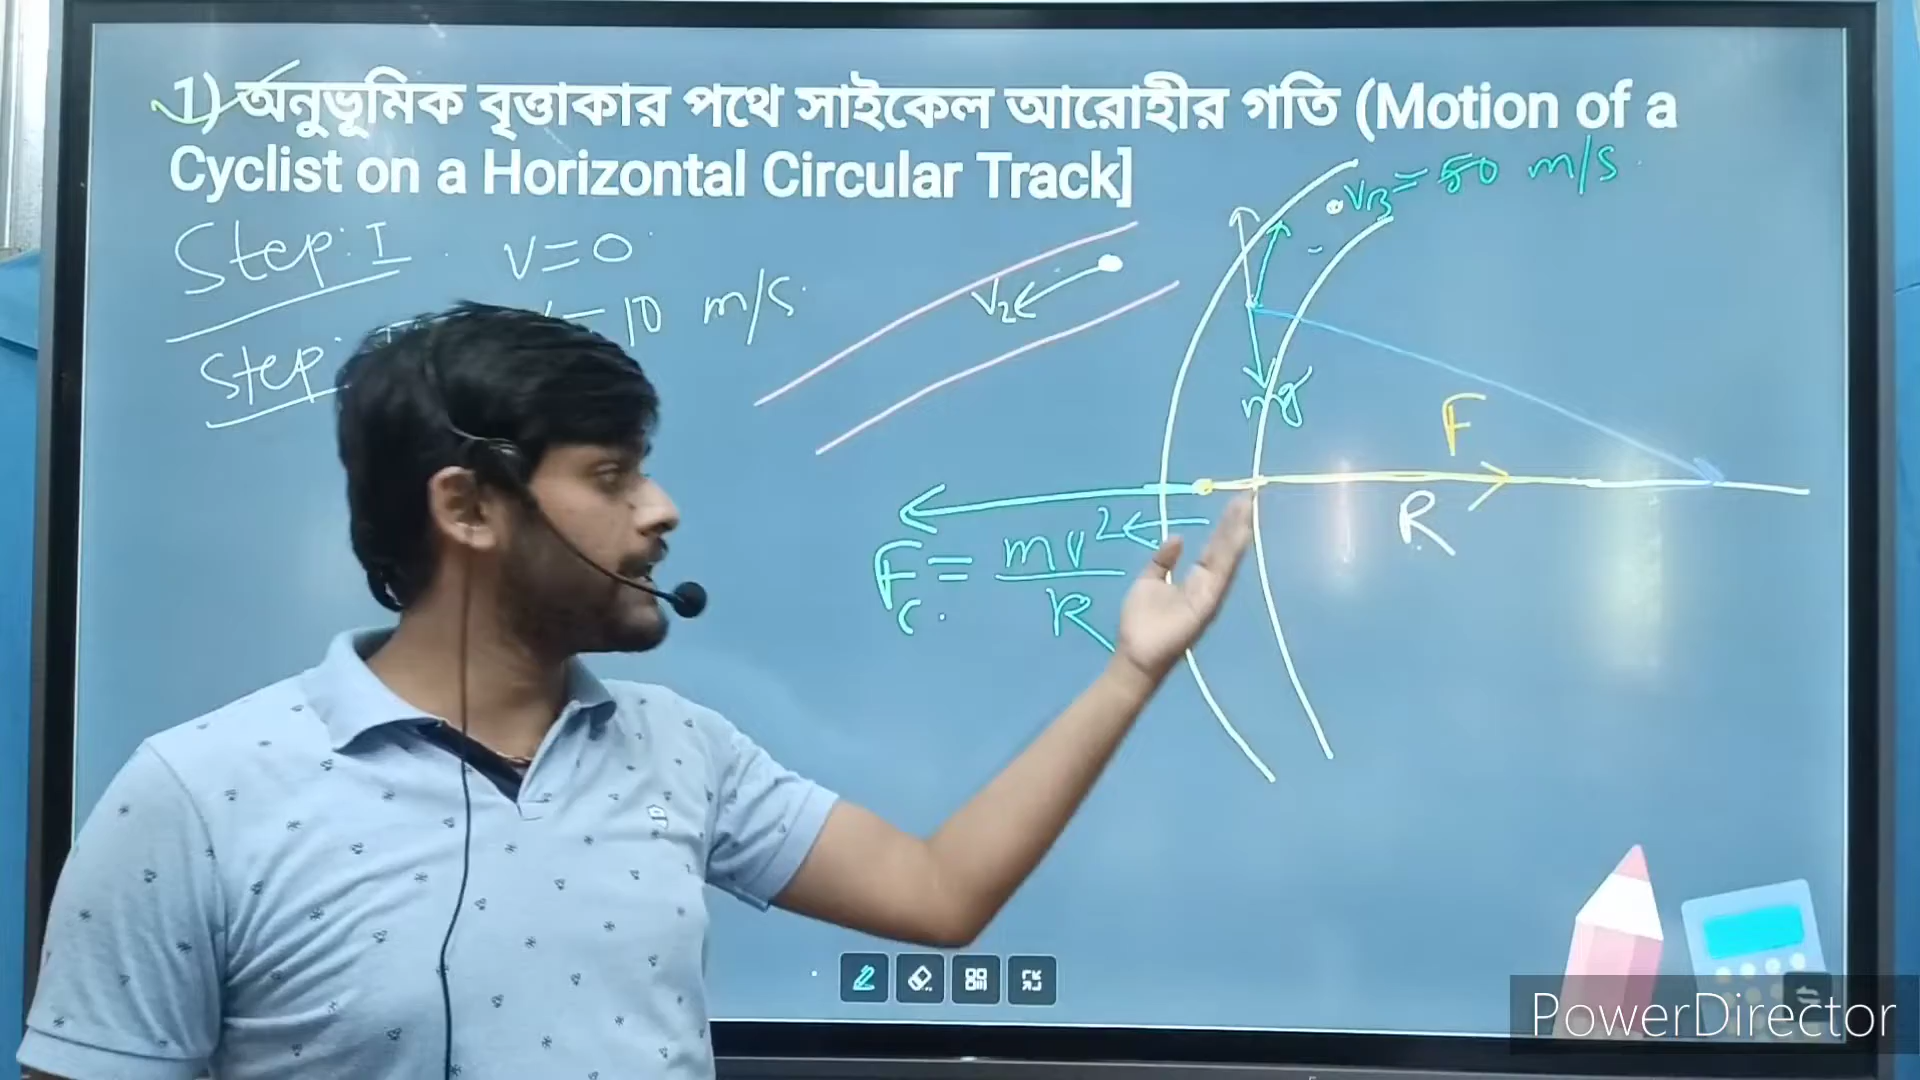 1) অনুভূমিক বৃত্তাকার পথে সাইকেল আরোহীর গতি (Motion of a
Cyclist on a Horizontal Circular Track]
Step: I v=0
Step: = 10 m/s.
V2
VB = 50 m/s.
mg
F
R
Fc. = mv²/R
PowerDirector